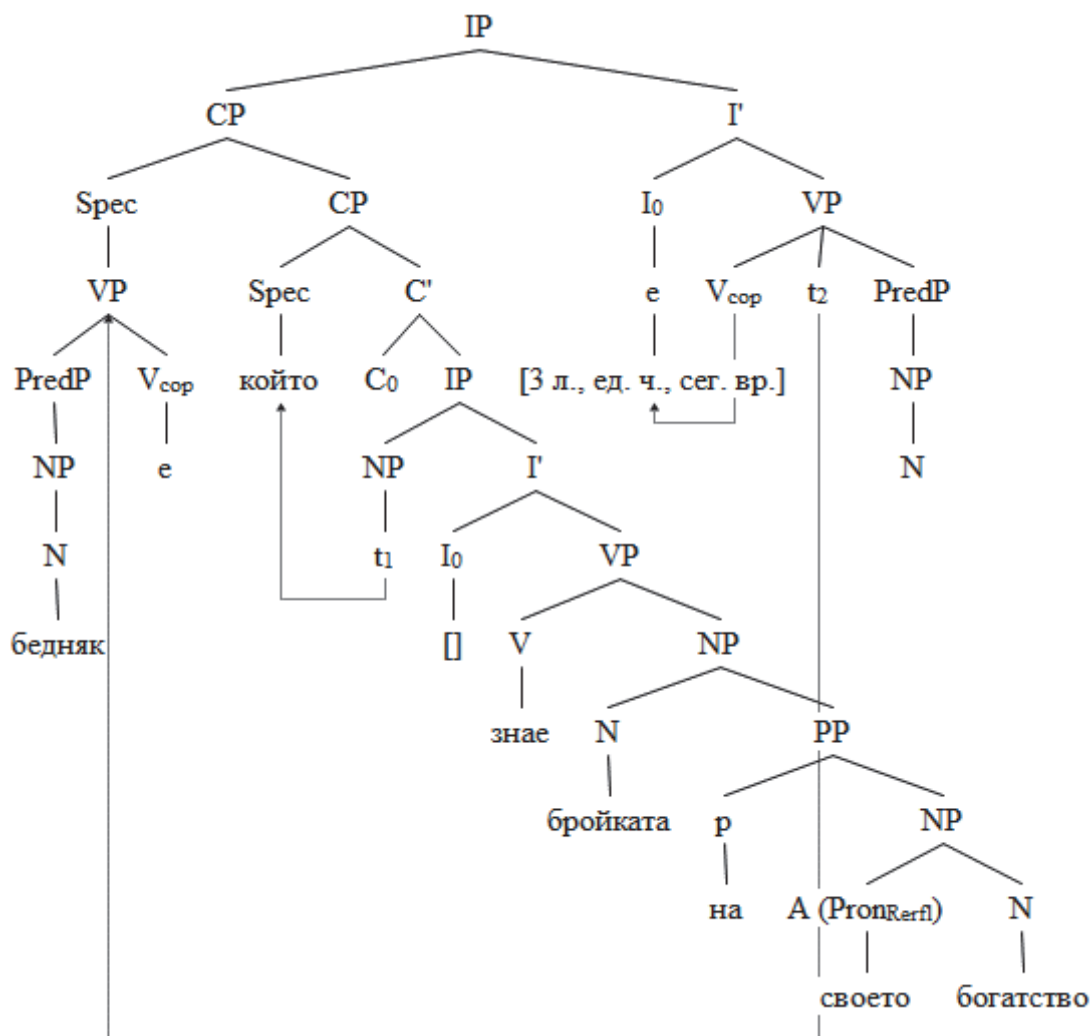 IP
CP I'
Spec CP I₀ VP
VP Spec C' е Vcop t₂ PredP
PredP Vcop който C₀ IP [3 л., ед. ч., сег. вр.] NP
NP е NP I' N
N t₁ I₀ VP
бедняк [] V NP
знае N PP
бройката p NP
на A (PronRerfl) N
своето богатство